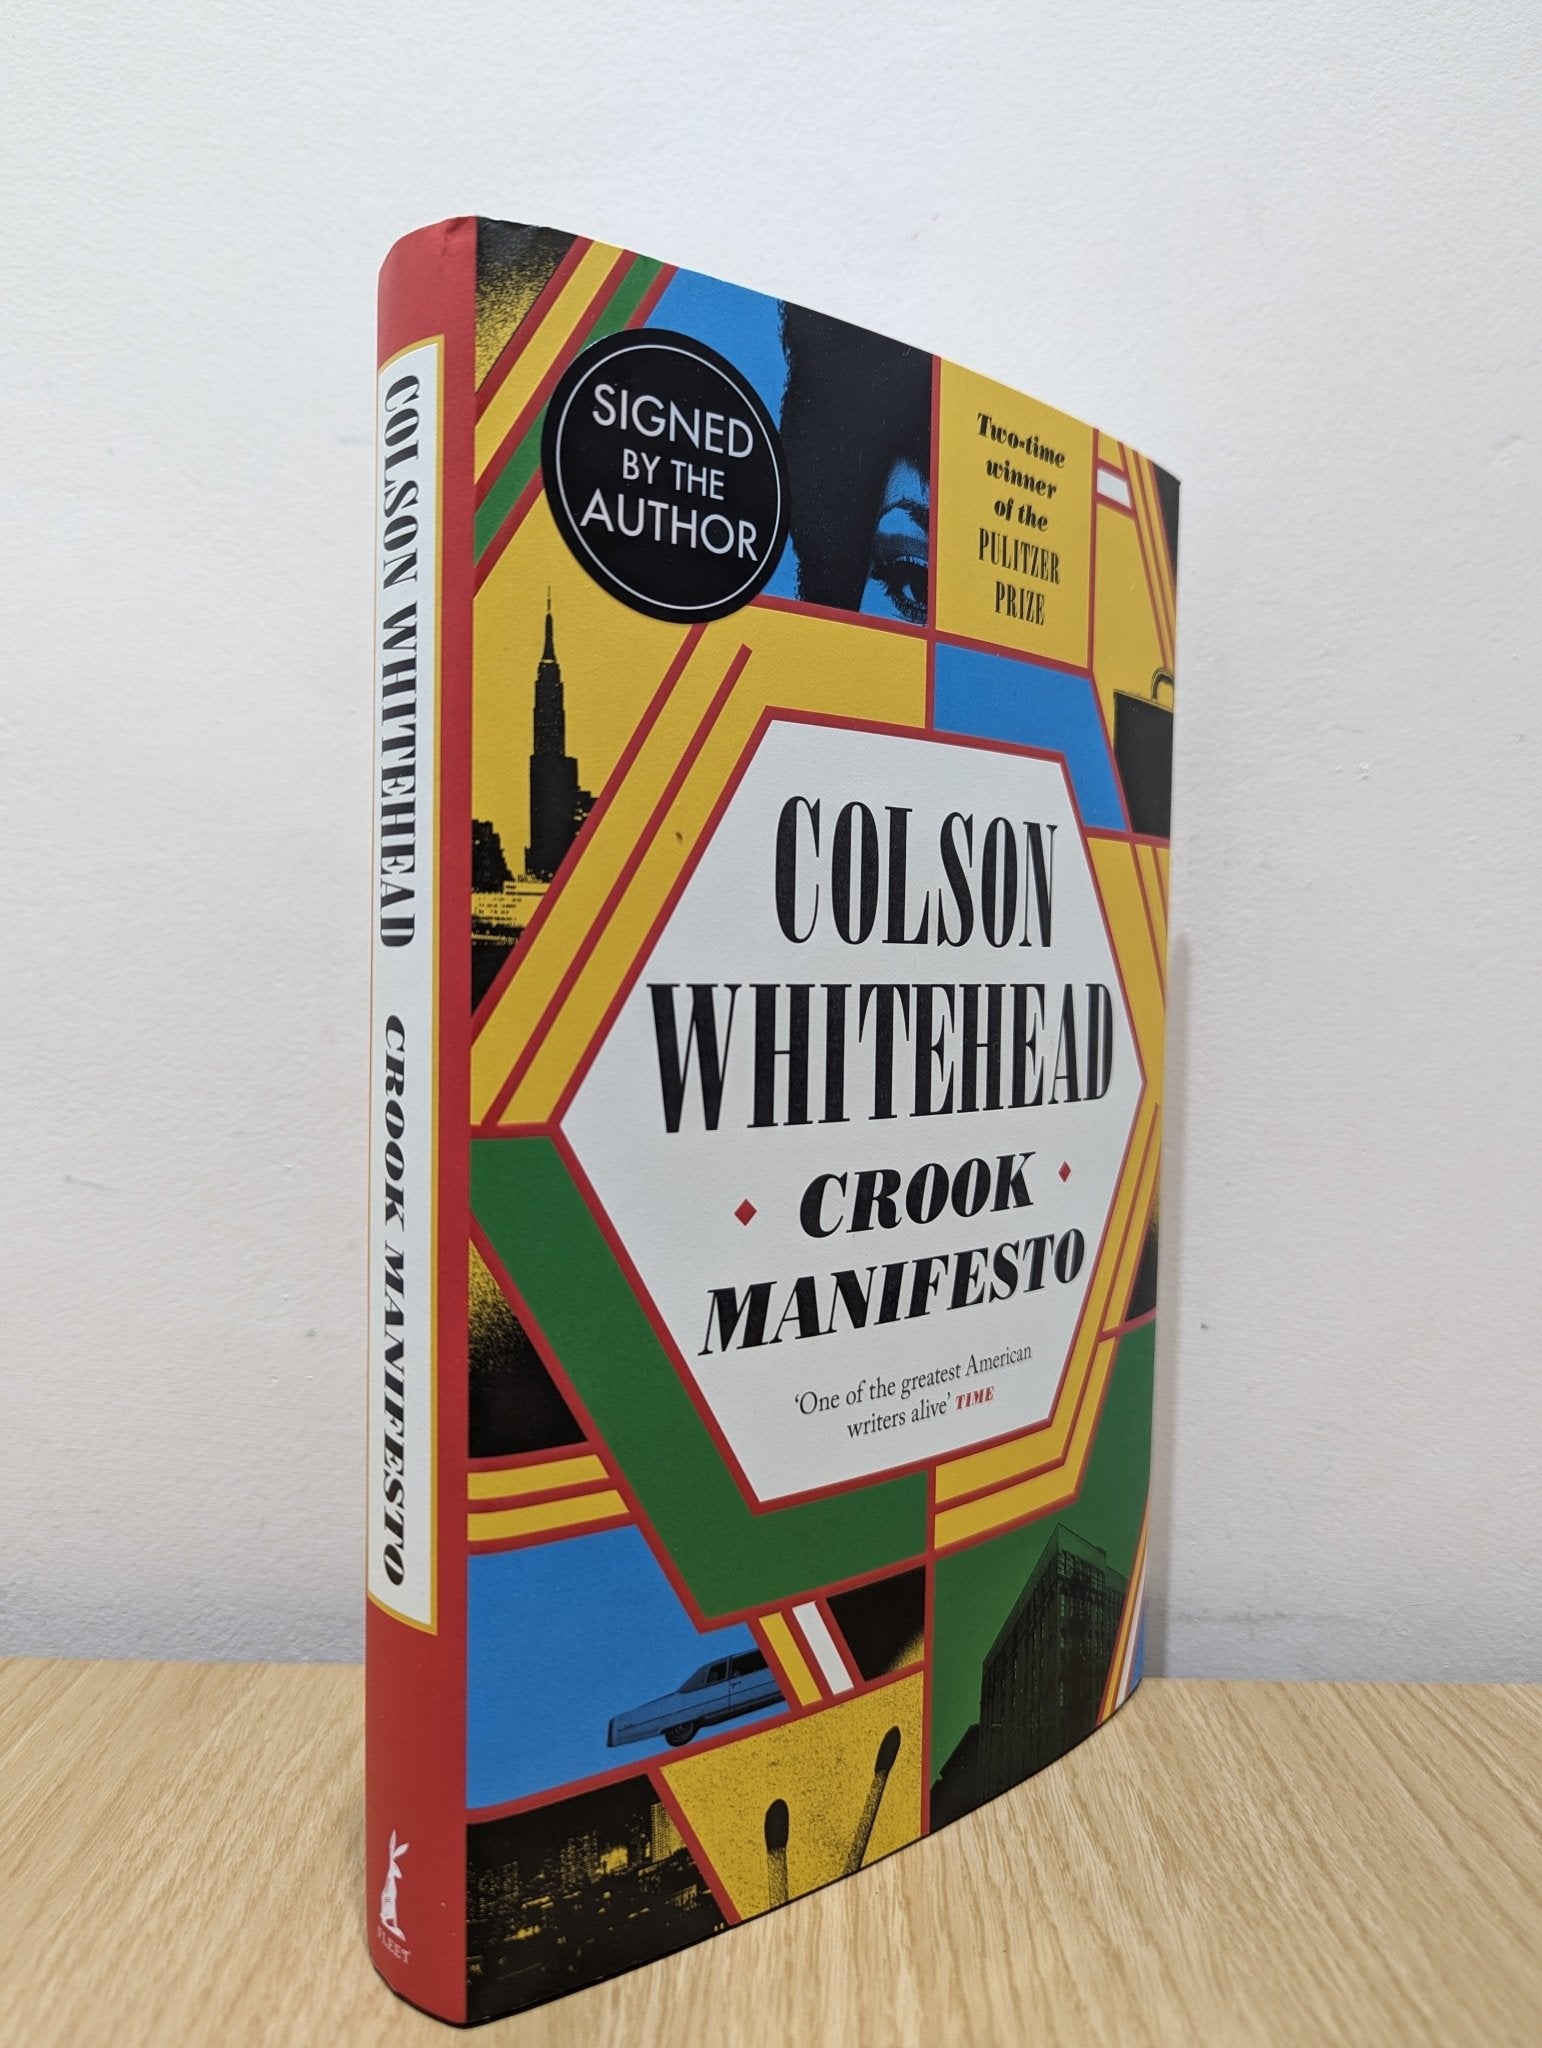 COLSON WHITEHEAD CROOK MANIFESTO
FLEET
SIGNED
BY THE
AUTHOR
Two-time
winner
of the
PULITZER
PRIZE
COLSON
WHITEHEAD
CROOK
MANIFESTO
‘One of the greatest American
writers alive’ TIME